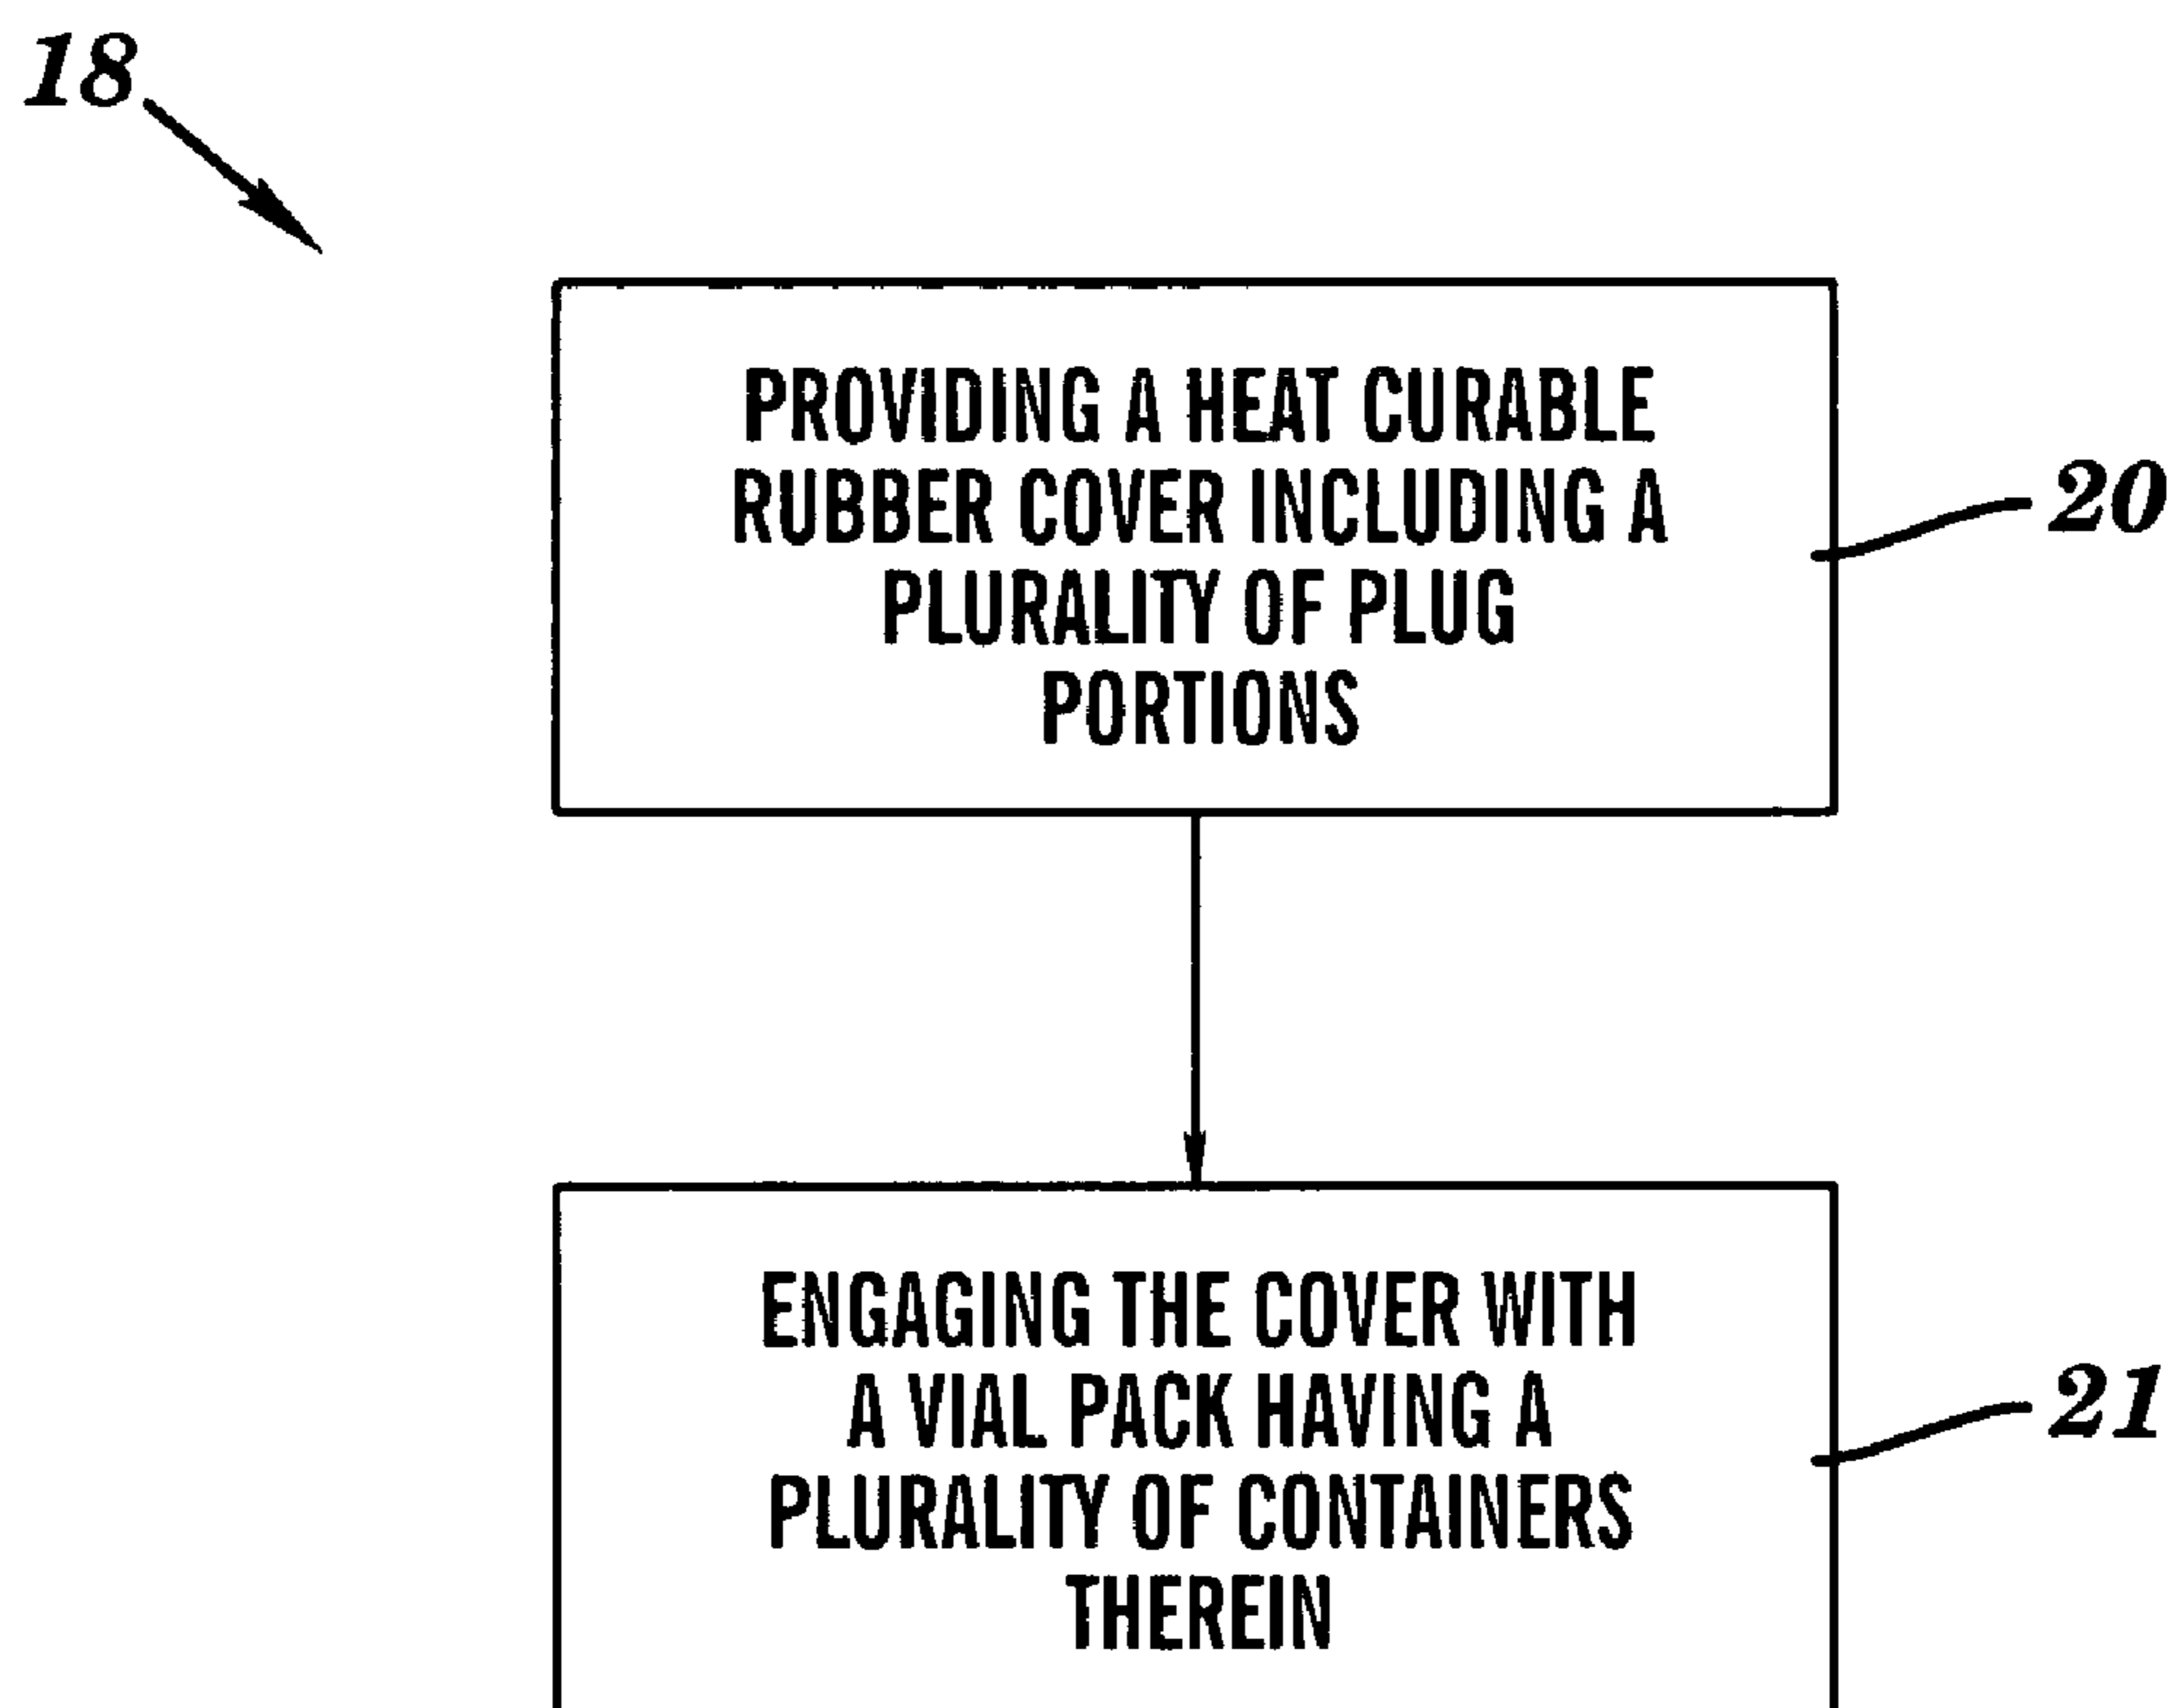 18
PROVIDING A HEAT CURABLE
RUBBER COVER INCLUDING A
PLURALITY OF PLUG
PORTIONS
20
ENGAGING THE COVER WITH
A VIAL PACK HAVING A
PLURALITY OF CONTAINERS
THEREIN
21